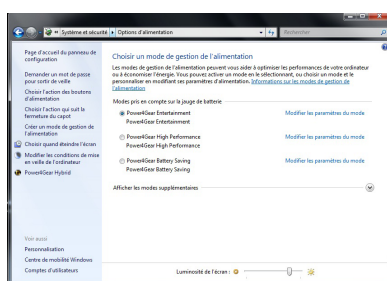 Système et sécurité ▸ Options d'alimentation
Rechercher
Page d'accueil du panneau de
configuration
Demander un mot de passe
pour sortir de veille
Choisir l'action des boutons
d'alimentation
Choisir l'action qui suit la
fermeture du capot
Créer un mode de gestion de
l'alimentation
Choisir quand éteindre l'écran
Modifier les conditions de mise
en veille de l'ordinateur
Power4Gear Hybrid
Voir aussi
Personnalisation
Centre de mobilité Windows
Comptes d'utilisateurs
Choisir un mode de gestion de l'alimentation
Les modes de gestion de l'alimentation peuvent vous aider à optimiser les performances de votre ordinateur
ou à économiser l'énergie. Vous pouvez activer un mode en le sélectionnant, ou choisir un mode et le
personnaliser en modifiant ses paramètres d'alimentation. Informations sur les modes de gestion de
l'alimentation
Modes pris en compte sur la jauge de batterie
Power4Gear Entertainment Modifier les paramètres du mode
Power4Gear Entertainment
Power4Gear High Performance Modifier les paramètres du mode
Power4Gear High Performance
Power4Gear Battery Saving Modifier les paramètres du mode
Power4Gear Battery Saving
Afficher les modes supplémentaires
Luminosité de l'écran :